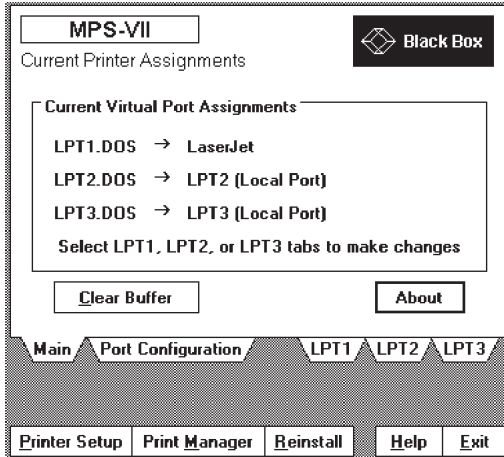 MPS-VII
Black Box
Current Printer Assignments
Current Virtual Port Assignments
LPT1.DOS → LaserJet
LPT2.DOS → LPT2 (Local Port)
LPT3.DOS → LPT3 (Local Port)
Select LPT1, LPT2, or LPT3 tabs to make changes
Clear Buffer About
Main Port Configuration LPT1 LPT2 LPT3
Printer Setup Print Manager Reinstall Help Exit